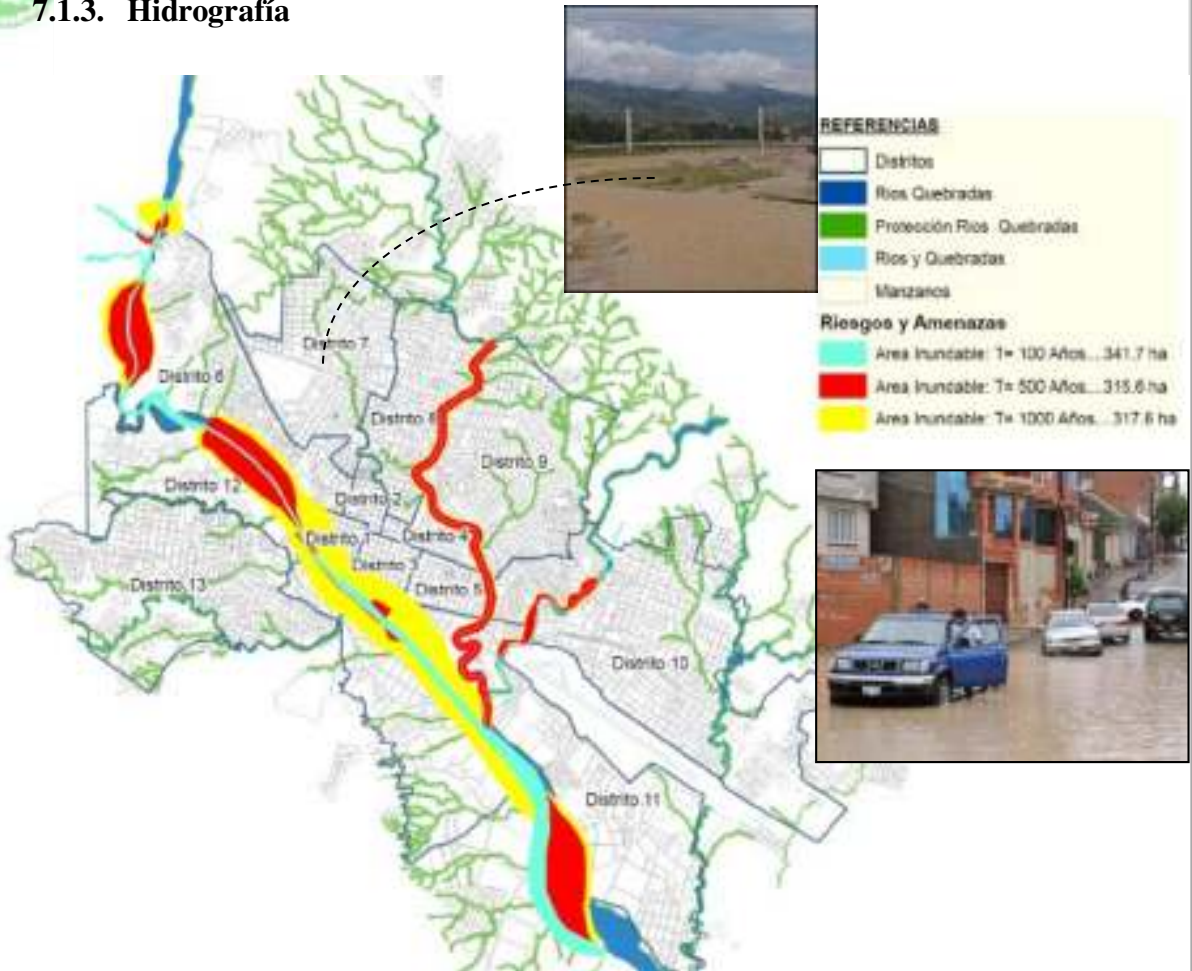 7.1.3. Hidrografía
REFERENCIAS
Distritos
Rios Quebradas
Protección Rios Quebradas
Rios y Quebradas
Manzanos
Riesgos y Amenazas
Area Inundable: T= 100 Años...341.7 ha
Area Inundable: T= 500 Años...315.6 ha
Area Inundable: T= 1000 Años...317.6 ha
Distrito 7
Distrito 6
Distrito 8
Distrito 9
Distrito 12
Distrito 2
Distrito 1
Distrito 4
Distrito 3
Distrito 13
Distrito 5
Distrito 10
Distrito 11